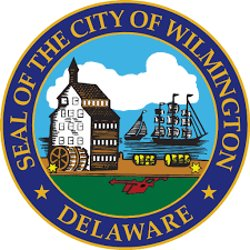 SEAL OF THE CITY OF WILMINGTON
DELAWARE